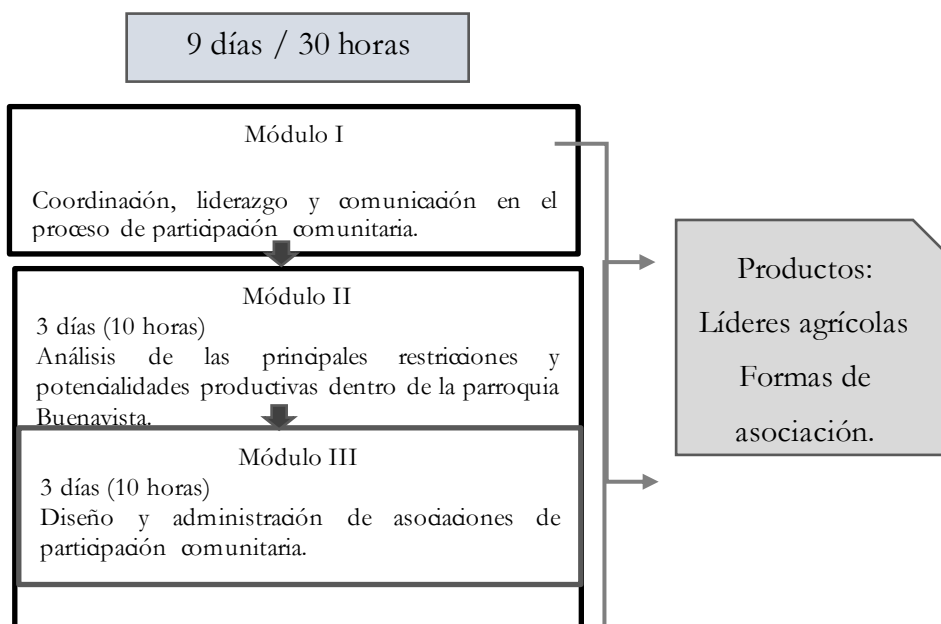 9 días / 30 horas
Módulo I
Coordinación, liderazgo y comunicación en el
proceso de participación comunitaria.
Módulo II
3 días (10 horas)
Análisis de las principales restricciones y
potencialidades productivas dentro de la parroquia
Buenavista.
Módulo III
3 días (10 horas)
Diseño y administración de asociaciones de
participación comunitaria.
Productos:
Líderes agrícolas
Formas de
asociación.